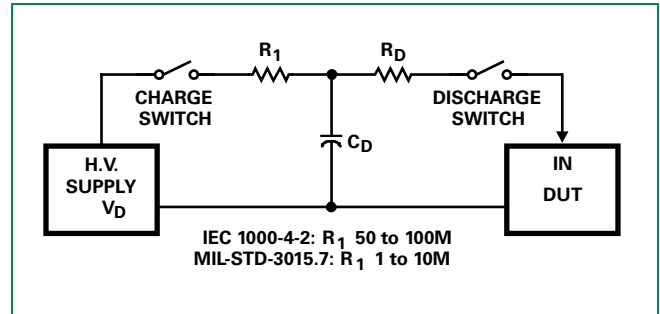 R1
RD
CHARGE
SWITCH
DISCHARGE
SWITCH
CD
H.V.
SUPPLY
VD
IN
DUT
IEC 1000-4-2: R1 50 to 100M
MIL-STD-3015.7: R1 1 to 10M